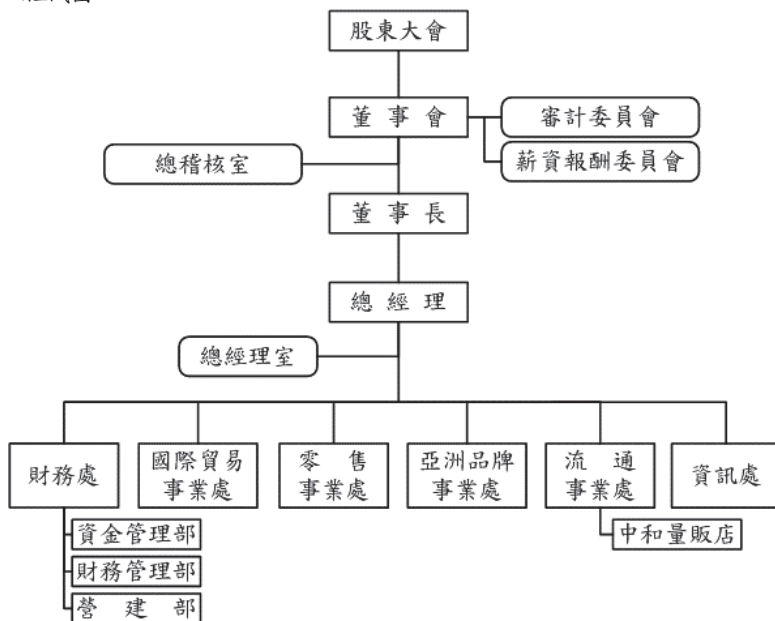 股東大會
董事會
審計委員會
總稽核室
薪資報酬委員會
董事長
總經理
總經理室
財務處
國際貿易
事業處
零售
事業處
亞洲品牌
事業處
流通
事業處
資訊處
資金管理部
中和量販店
財務管理部
營建部